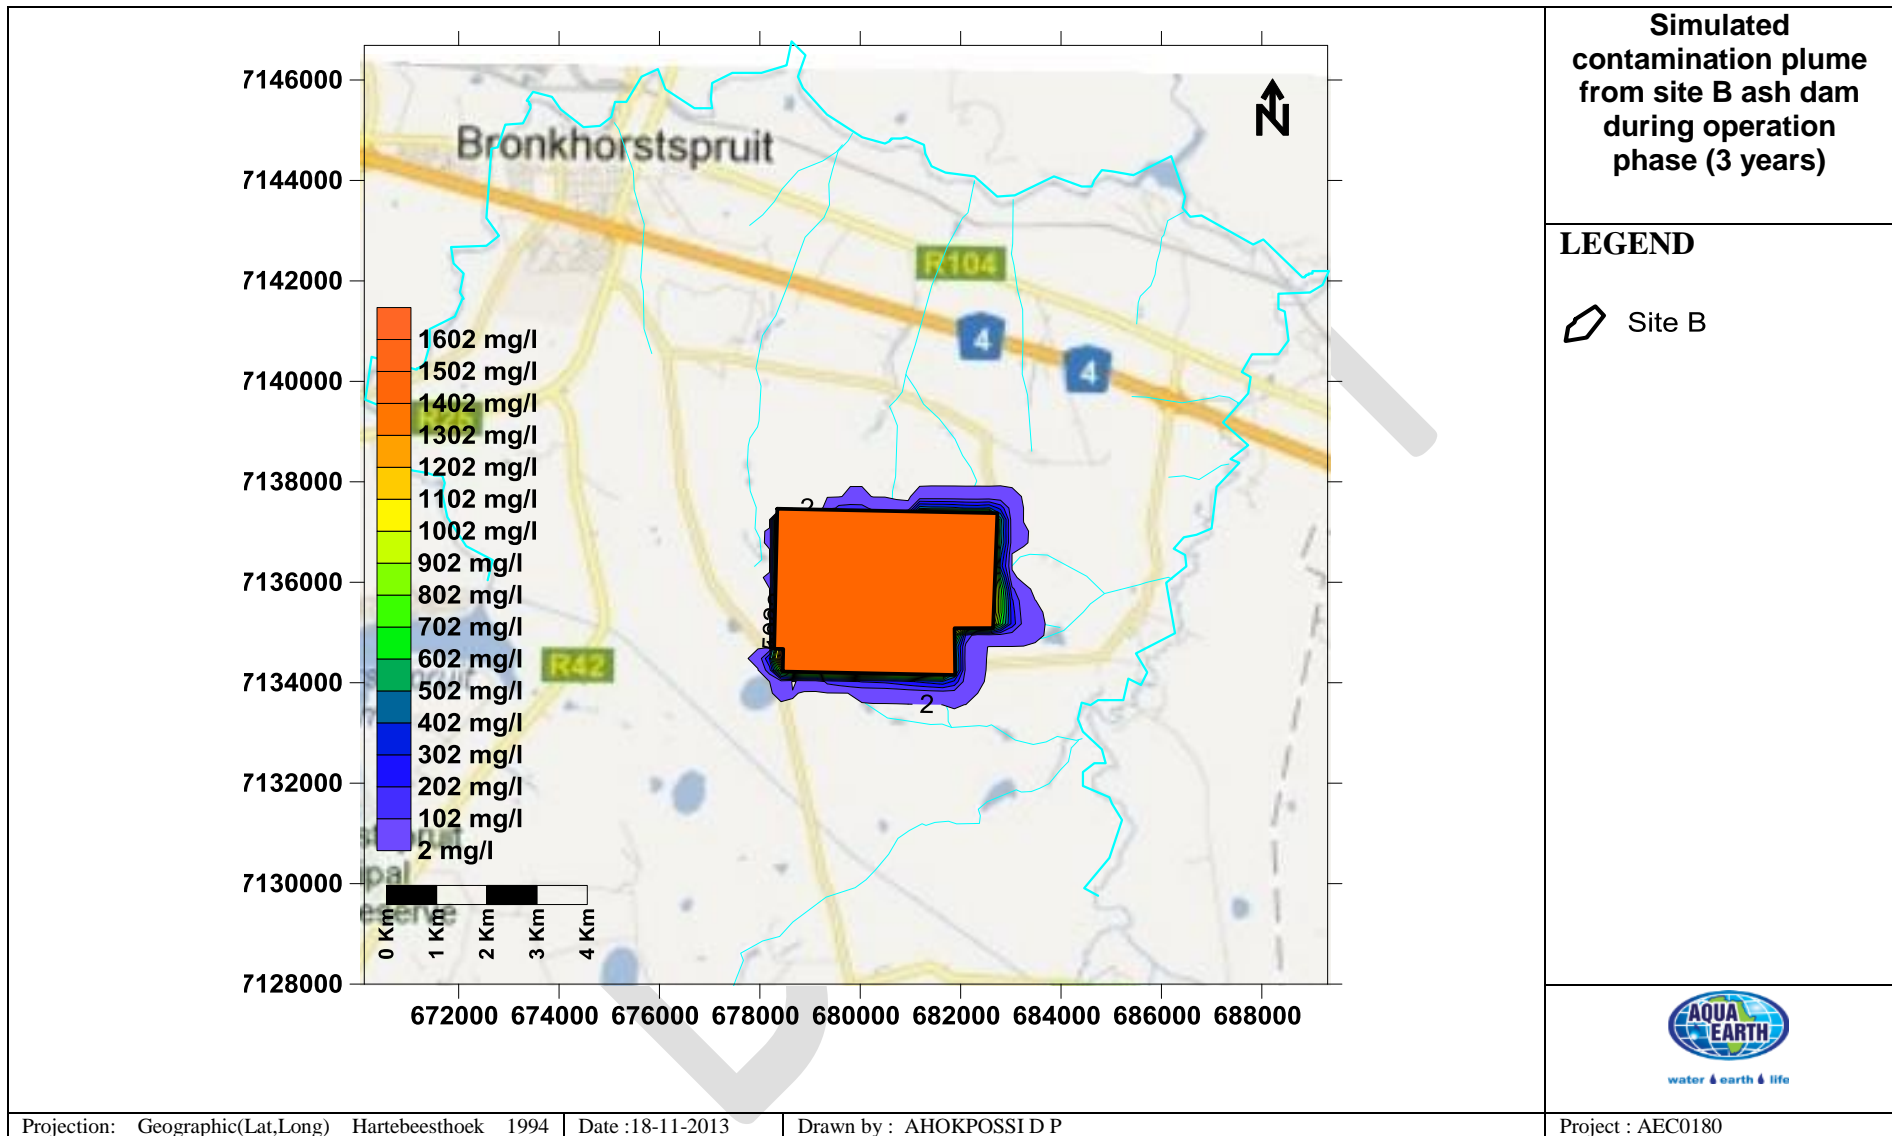 Simulated
contamination plume
from site B ash dam
during operation
phase (3 years)
LEGEND
Site B
N
7146000
7144000
7142000
7140000
7138000
7136000
7134000
7132000
7130000
7128000
672000 674000 676000 678000 680000 682000 684000 686000 688000
Bronkhorstspruit
R104
4
4
R42
1602 mg/l
1502 mg/l
1402 mg/l
1302 mg/l
1202 mg/l
1102 mg/l
1002 mg/l
902 mg/l
802 mg/l
702 mg/l
602 mg/l
502 mg/l
402 mg/l
302 mg/l
202 mg/l
102 mg/l
2 mg/l
2
2
pal
eserve
0 Km
1 Km
2 Km
3 Km
4 Km
AQUA
EARTH
water earth life
Projection: Geographic(Lat,Long) Hartebeesthoek 1994
Date :18-11-2013
Drawn by : AHOKPOSSI D P
Project : AEC0180